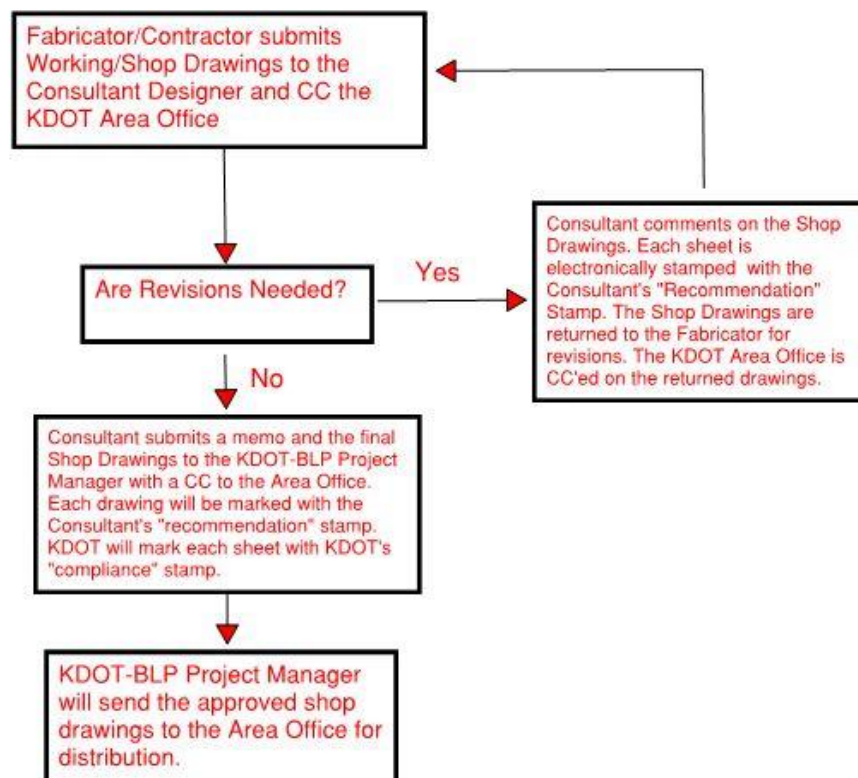 Fabricator/Contractor submits
Working/Shop Drawings to the
Consultant Designer and CC the
KDOT Area Office
Are Revisions Needed?
Yes
Consultant comments on the Shop
Drawings. Each sheet is
electronically stamped with the
Consultant's "Recommendation"
Stamp. The Shop Drawings are
returned to the Fabricator for
revisions. The KDOT Area Office is
CC'ed on the returned drawings.
No
Consultant submits a memo and the final
Shop Drawings to the KDOT-BLP Project
Manager with a CC to the Area Office.
Each drawing will be marked with the
Consultant's "recommendation" stamp.
KDOT will mark each sheet with KDOT's
"compliance" stamp.
KDOT-BLP Project Manager
will send the approved shop
drawings to the Area Office for
distribution.